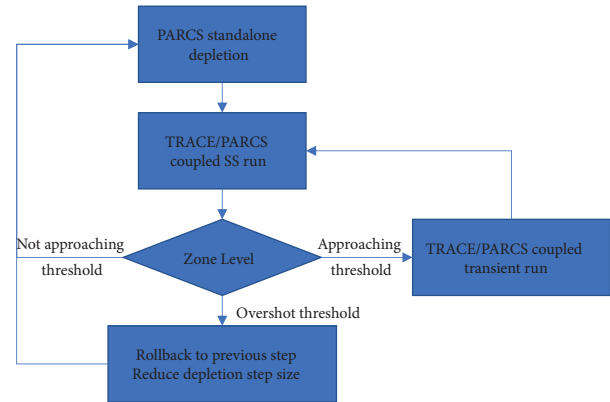 PARCS standalone
depletion
TRACE/PARCS
coupled SS run
Not approaching
threshold
Zone Level
Approaching
threshold
TRACE/PARCS coupled
transient run
Overshot threshold
Rollback to previous step
Reduce depletion step size